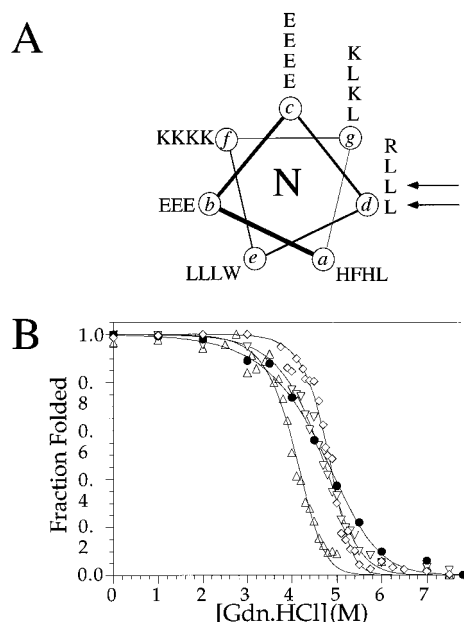 A
E
E
E
E
K
L
K
L
c
KKKK
f
g
R
L
L
L
N
EEE
b
d
e
a
LLLW
HFHL
B
Fraction Folded
1.0
0.
8
0.
6
0.
4
0.
2
0.0
0 1 2 3 4 5 6 7
[Gdn.HCl](M)